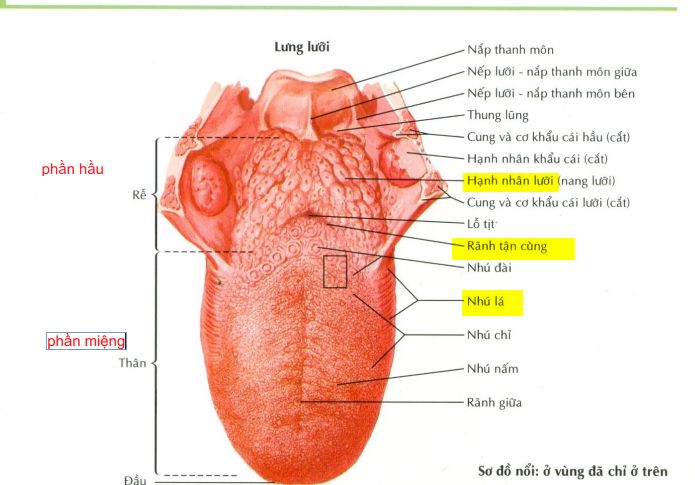 Lưng lưỡi
Nắp thanh môn
Nếp lưỡi - nắp thanh môn giữa
Nếp lưỡi - nắp thanh môn bên
Thung lũng
Cung và cơ khẩu cái hầu (cắt)
phần hầu
Hạnh nhân khẩu cái (cắt)
Hạnh nhân lưỡi (nang lưỡi)
Rễ
Cung và cơ khẩu cái lưỡi (cắt)
Lỗ tịt
Rãnh tận cùng
Nhú đài
Nhú lá
phần miệng
Nhú chỉ
Thân
Nhú nấm
Rãnh giữa
Sơ đồ nổi: ở vùng đã chỉ ở trên
Đầu